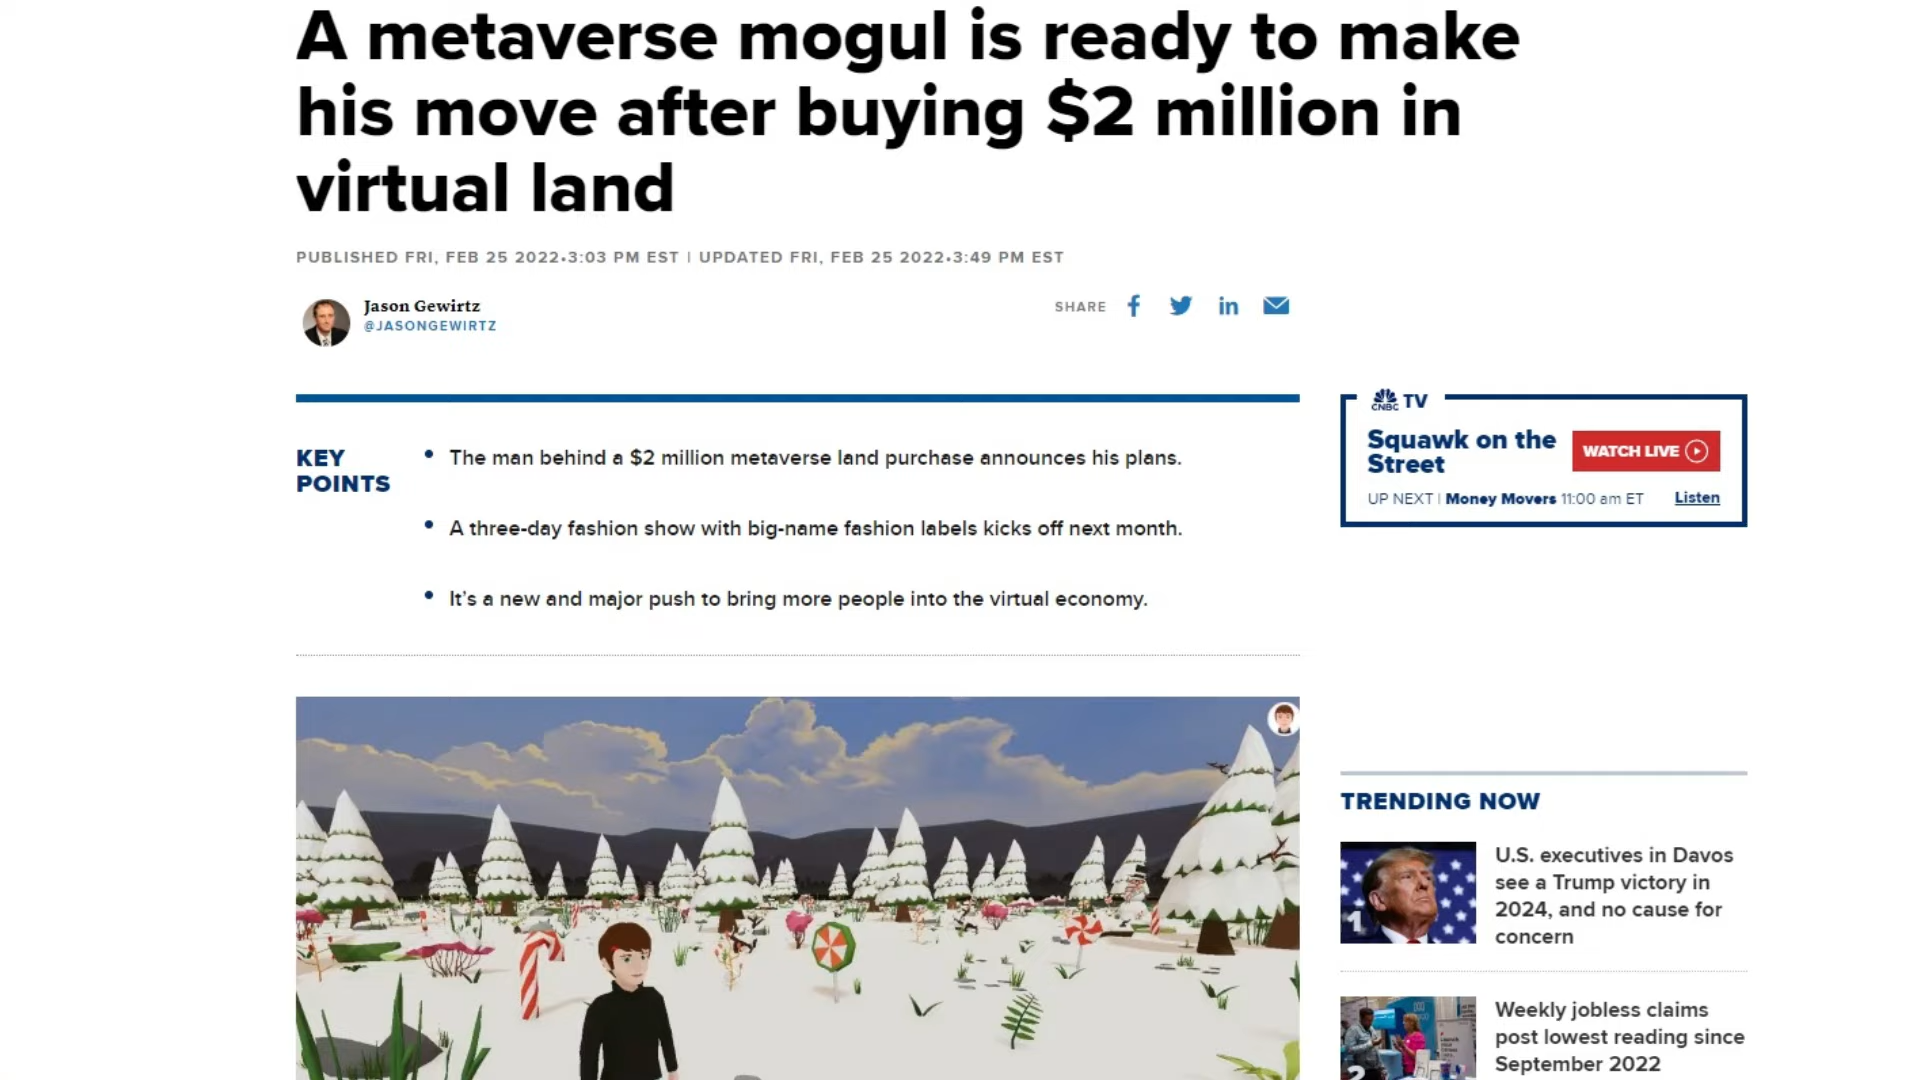 A metaverse mogul is ready to make
his move after buying $2 million in
virtual land
PUBLISHED FRI, FEB 25 2022•3:03 PM EST | UPDATED FRI, FEB 25 2022•3:49 PM EST
Jason Gewirtz
@JASONGEWIRTZ
SHARE
KEY
POINTS
• The man behind a $2 million metaverse land purchase announces his plans.
• A three-day fashion show with big-name fashion labels kicks off next month.
• It’s a new and major push to bring more people into the virtual economy.
CNBC TV
Squawk on the
Street
WATCH LIVE
UP NEXT | Money Movers 11:00 am ET
Listen
TRENDING NOW
1
U.S. executives in Davos
see a Trump victory in
2024, and no cause for
concern
2
Weekly jobless claims
post lowest reading since
September 2022